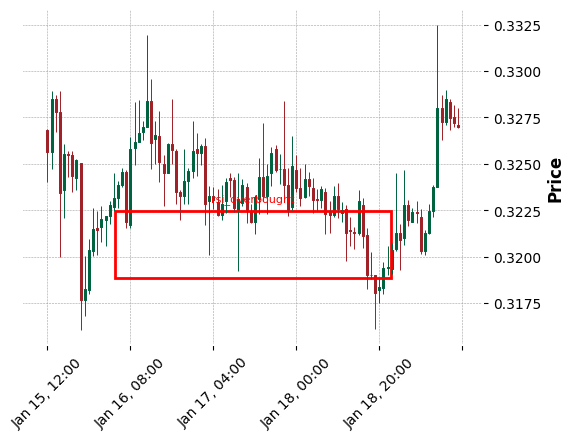 0.3325
0.3300
0.3275
0.3250
0.3225
0.3200
0.3175
Price
rsi_overbought
Jan 15, 12:00
Jan 16, 08:00
Jan 17, 04:00
Jan 18, 00:00
Jan 18, 20:00